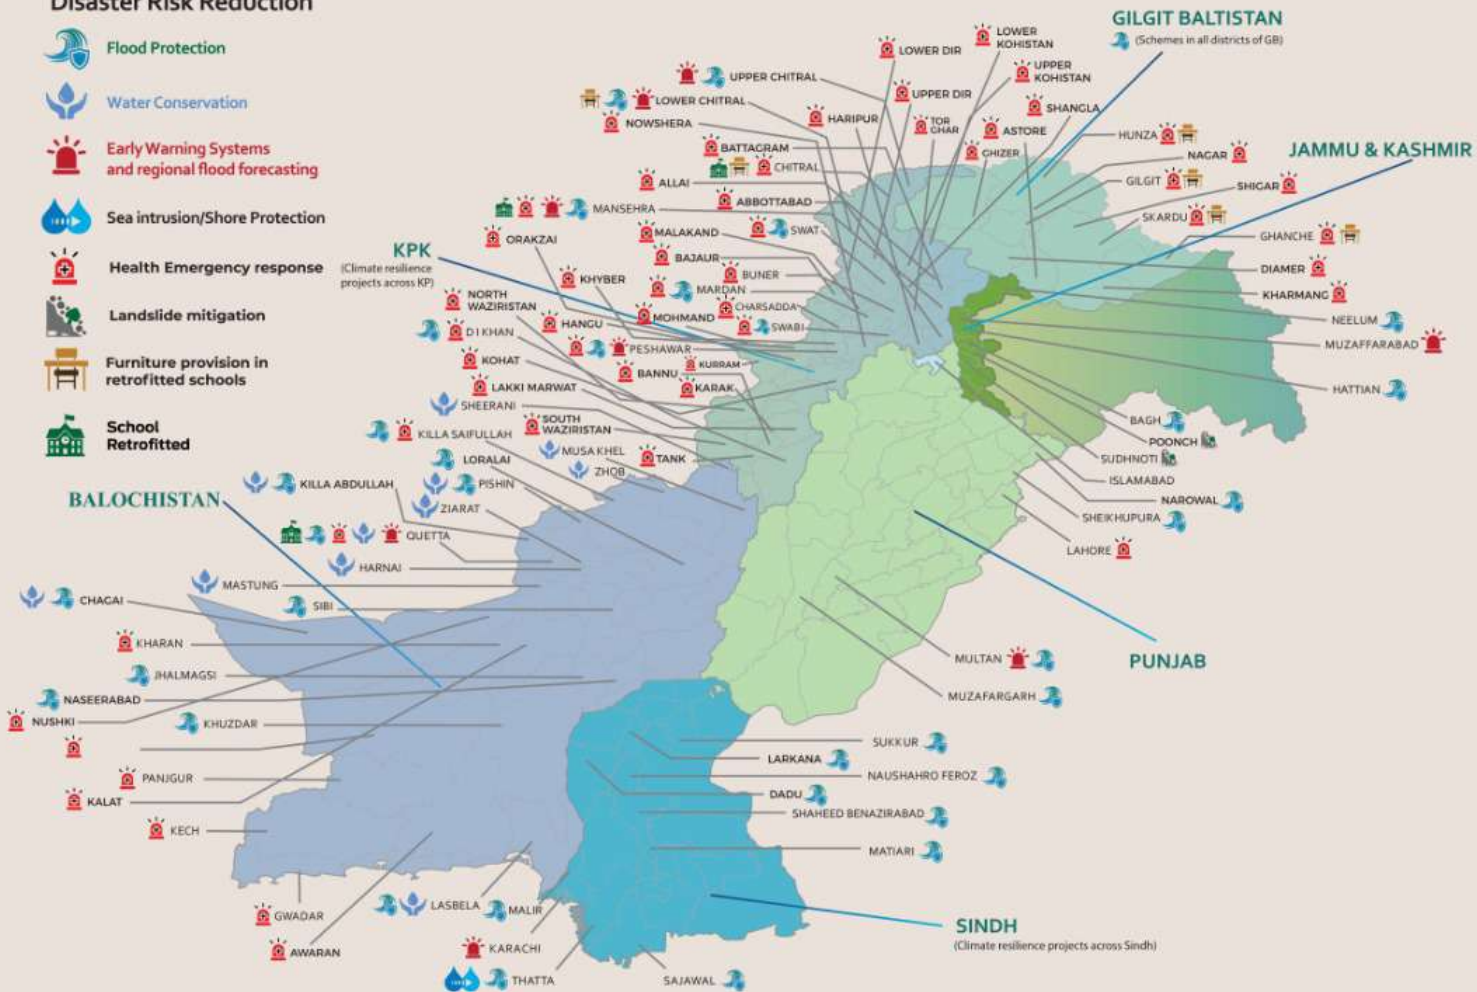 Disaster Risk Reduction
Flood Protection
Water Conservation
Early Warning Systems
and regional flood forecasting
Sea intrusion/Shore Protection
Health Emergency response
Landslide mitigation
Furniture provision in
retrofitted schools
School
Retrofitted
GILGIT BALTISTAN
(Schemes in all districts of GB)
LOWER
KOHISTAN
LOWER DIR
UPPER
KOHISTAN
UPPER CHITRAL
UPPER DIR
LOWER CHITRAL
SHANGLA
HARIPUR
NOWSHERA
TOR
GHAR
ASTORE
HUNZA
BATTAGRAM
GHIZER
NAGAR
JAMMU & KASHMIR
CHITRAL
ALLAI
GILGIT
SHIGAR
ABBOTTABAD
MANSEHRA
SKARDU
MALAKAND
SWAT
ORAKZAI
GHANCHE
KPK
(Climate resilience
projects across KP)
BAJAUR
DIAMER
BUNER
KHYBER
MARDAN
KHARMANG
NORTH
WAZIRISTAN
CHARSADDA
MOHMAND
NEELUM
HANGU
SWABI
D I KHAN
MUZAFFARABAD
PESHAWAR
KOHAT
KURRAM
BANNU
LAKKI MARWAT
KARAK
HATTIAN
SHEERANI
SOUTH
WAZIRISTAN
BAGH
KILLA SAIFULLAH
POONCH
MUSA KHEL
LORALAI
TANK
SUDHNOTI
ZHOB
ISLAMABAD
KILLA ABDULLAH
PISHIN
BALOCHISTAN
NAROWAL
ZIARAT
SHEIKHUPURA
QUETTA
LAHORE
HARNAI
MASTUNG
CHAGAI
SIBI
KHARAN
MULTAN
PUNJAB
JHALMAGSI
NASEERABAD
MUZAFARGARH
NUSHKI
KHUZDAR
SUKKUR
LARKANA
PANJGUR
NAUSHAHRO FEROZ
KALAT
DADU
SHAHEED BENAZIRABAD
KECH
MATIARI
LASBELA
MALIR
GWADAR
SINDH
(Climate resilience projects across Sindh)
KARACHI
AWARAN
THATTA
SAJAWAL